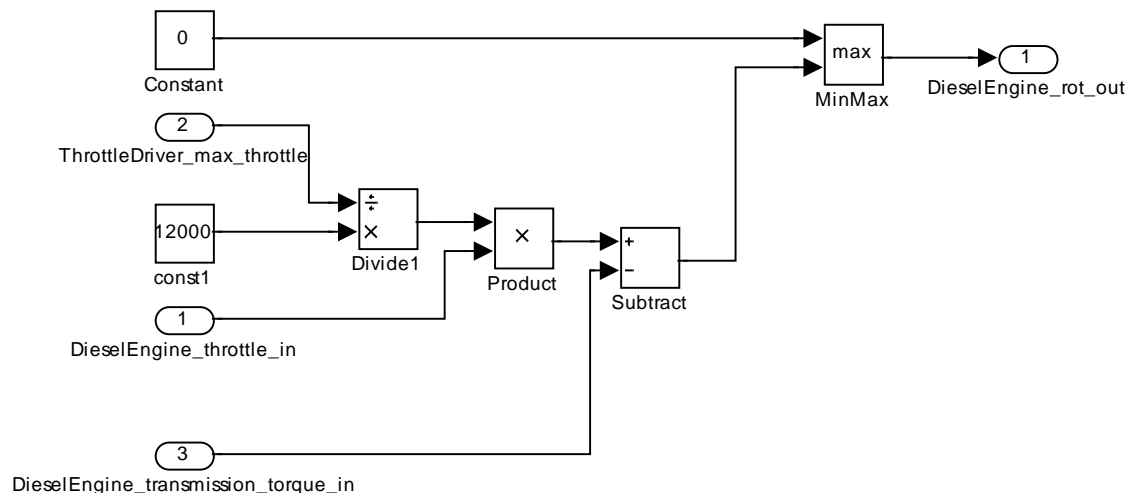 0
Constant
max
MinMax
1
DieselEngine_rot_out
2
ThrottleDriver_max_throttle
÷
×
Divide1
12000
const1
×
Product
+
−
Subtract
1
DieselEngine_throttle_in
3
DieselEngine_transmission_torque_in